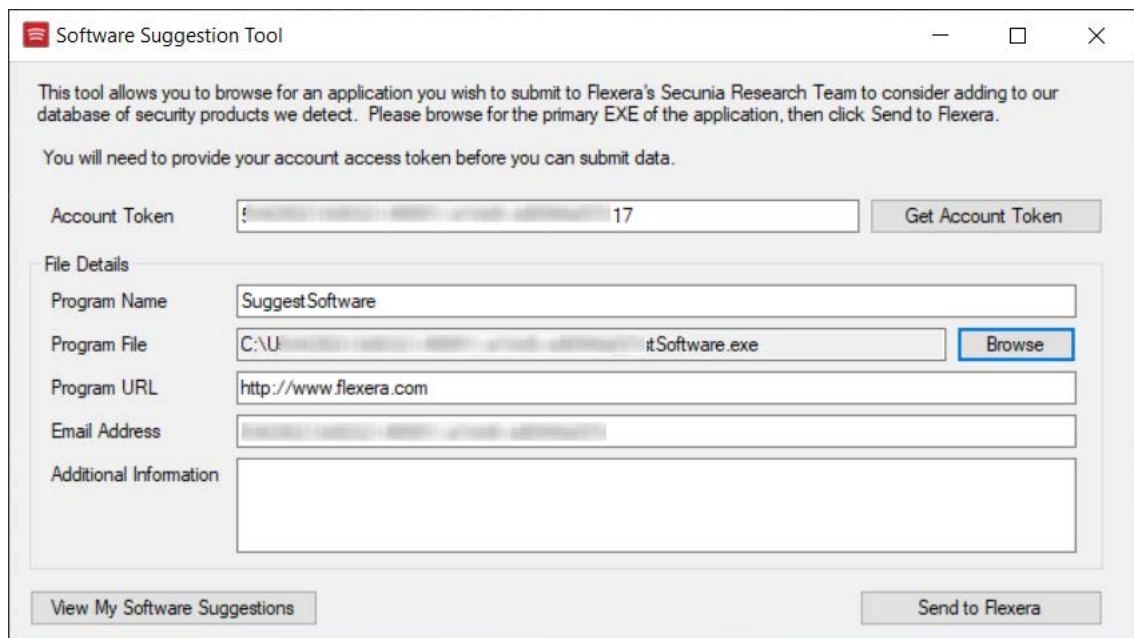 Software Suggestion Tool
This tool allows you to browse for an application you wish to submit to Flexera's Secunia Research Team to consider adding to our
database of security products we detect. Please browse for the primary EXE of the application, then click Send to Flexera.
You will need to provide your account access token before you can submit data.
Account Token 17 Get Account Token
File Details
Program Name SuggestSoftware
Program File C:\U tSoftware.exe Browse
Program URL http://www.flexera.com
Email Address
Additional Information
View My Software Suggestions Send to Flexera